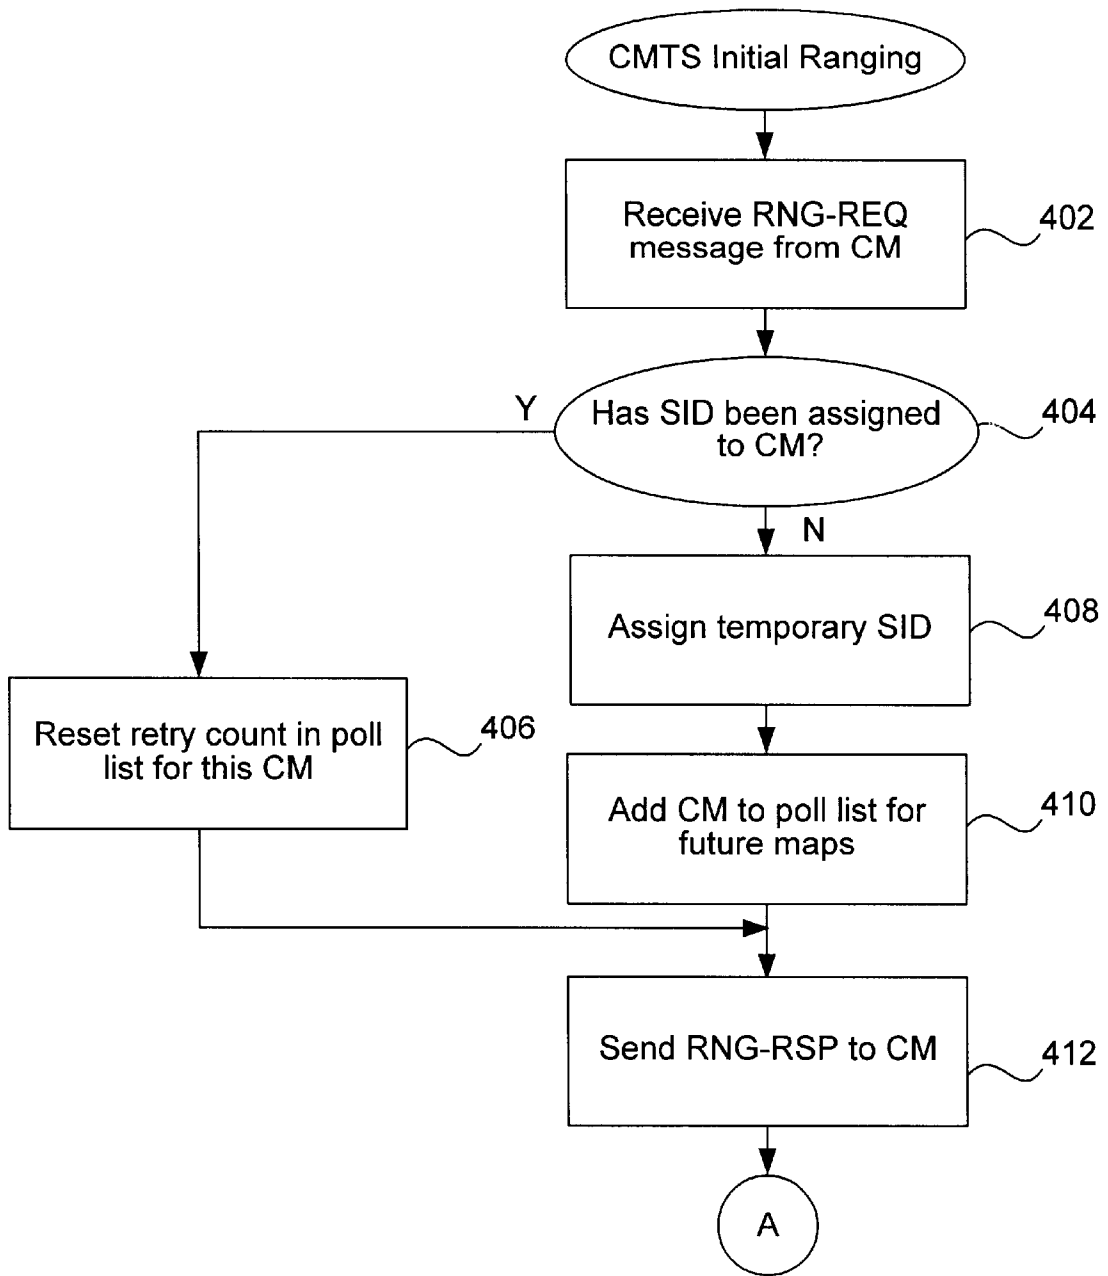 CMTS Initial Ranging
Receive RNG-REQ
message from CM
402
Has SID been assigned
to CM?
404
Y
N
Assign temporary SID
408
Reset retry count in poll
list for this CM
406
Add CM to poll list for
future maps
410
Send RNG-RSP to CM
412
A